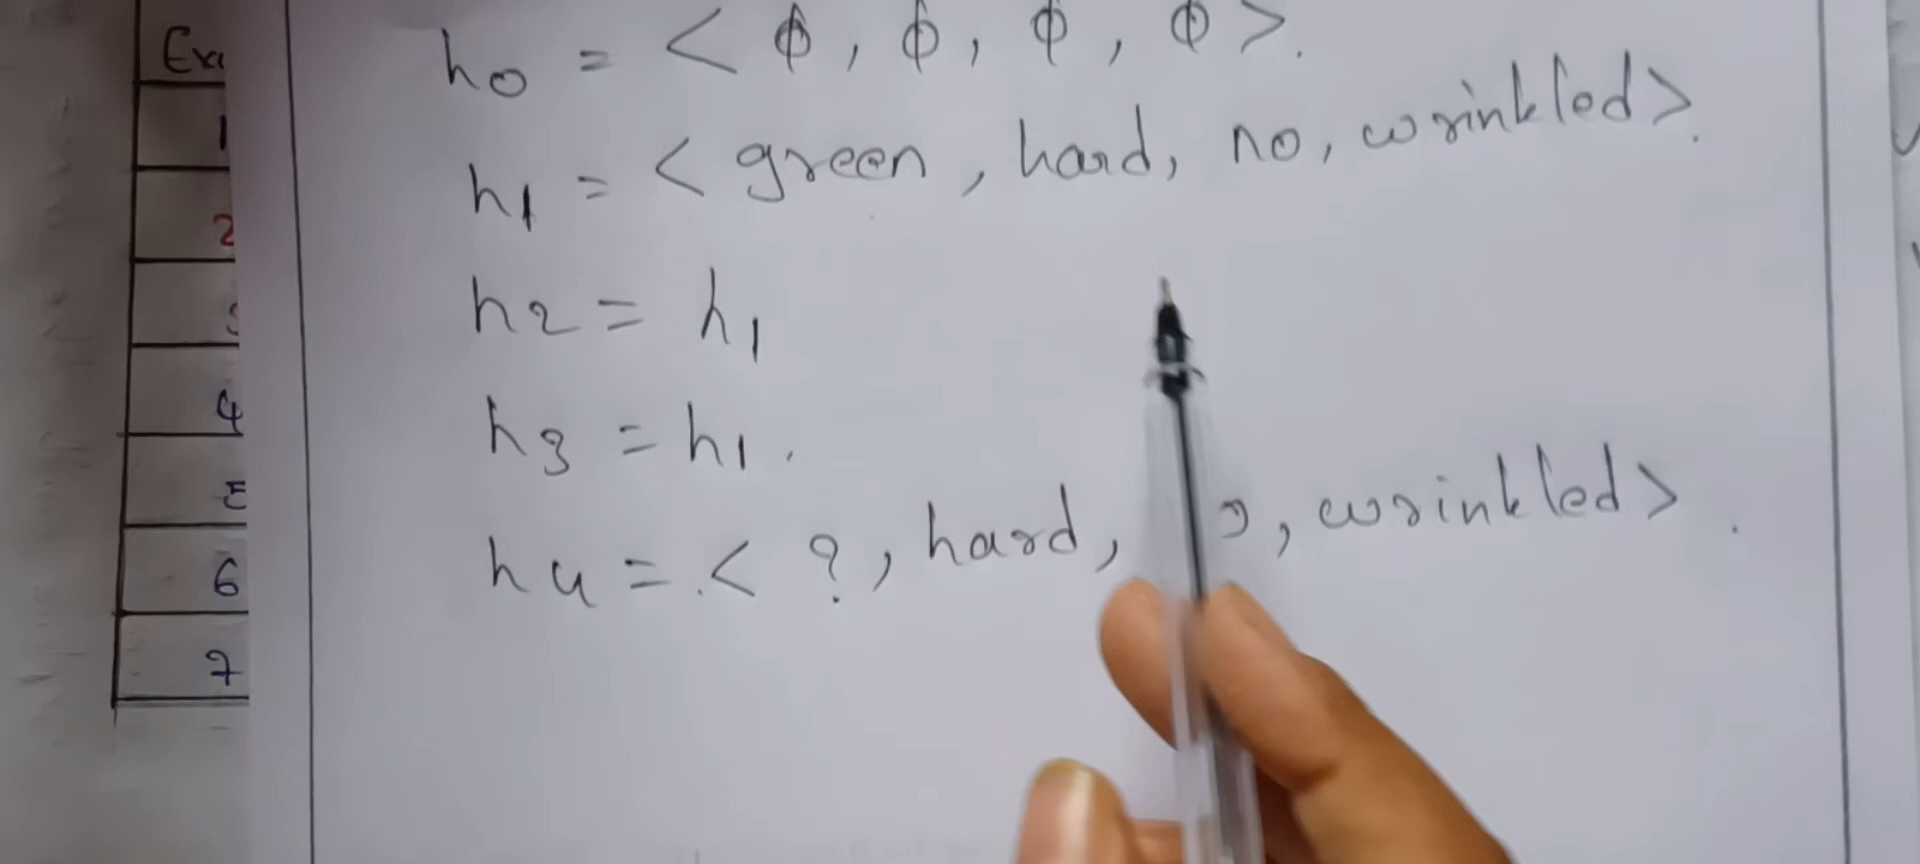 Ex
1
2
4
6
7
h0 = < ϕ, ϕ, ϕ, ϕ >.
h1 = < green, hard, no, wrinkled >.
h2 = h1
h3 = h1.
h4 = < ?, hard, o, wrinkled >.